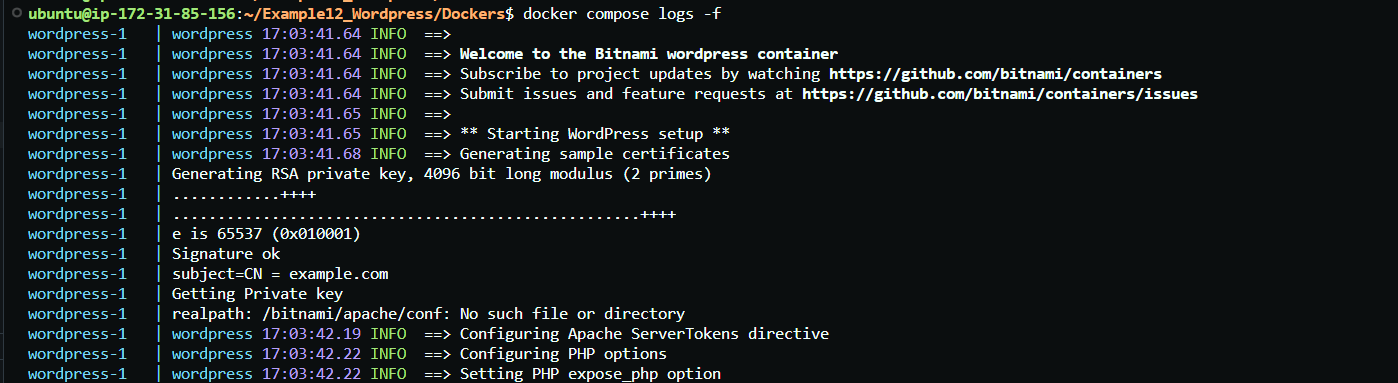 ubuntu@ip-172-31-85-156:~/Example12_Wordpress/Dockers$ docker compose logs -f
wordpress-1   | wordpress 17:03:41.64 INFO  ==>
wordpress-1   | wordpress 17:03:41.64 INFO  ==> Welcome to the Bitnami wordpress container
wordpress-1   | wordpress 17:03:41.64 INFO  ==> Subscribe to project updates by watching https://github.com/bitnami/containers
wordpress-1   | wordpress 17:03:41.64 INFO  ==> Submit issues and feature requests at https://github.com/bitnami/containers/issues
wordpress-1   | wordpress 17:03:41.65 INFO  ==>
wordpress-1   | wordpress 17:03:41.65 INFO  ==> ** Starting WordPress setup **
wordpress-1   | wordpress 17:03:41.68 INFO  ==> Generating sample certificates
wordpress-1   | Generating RSA private key, 4096 bit long modulus (2 primes)
wordpress-1   | ............++++
wordpress-1   | ....................................................++++
wordpress-1   | e is 65537 (0x010001)
wordpress-1   | Signature ok
wordpress-1   | subject=CN = example.com
wordpress-1   | Getting Private key
wordpress-1   | realpath: /bitnami/apache/conf: No such file or directory
wordpress-1   | wordpress 17:03:42.19 INFO  ==> Configuring Apache ServerTokens directive
wordpress-1   | wordpress 17:03:42.22 INFO  ==> Configuring PHP options
wordpress-1   | wordpress 17:03:42.22 INFO  ==> Setting PHP expose_php option